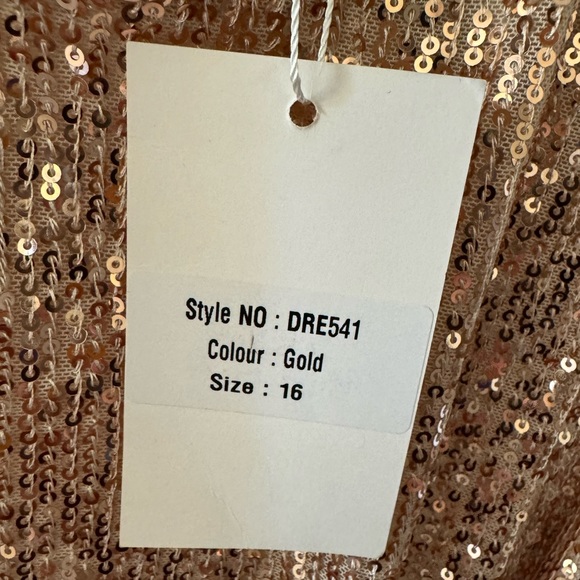 Style NO : DRE541
Colour : Gold
Size : 16